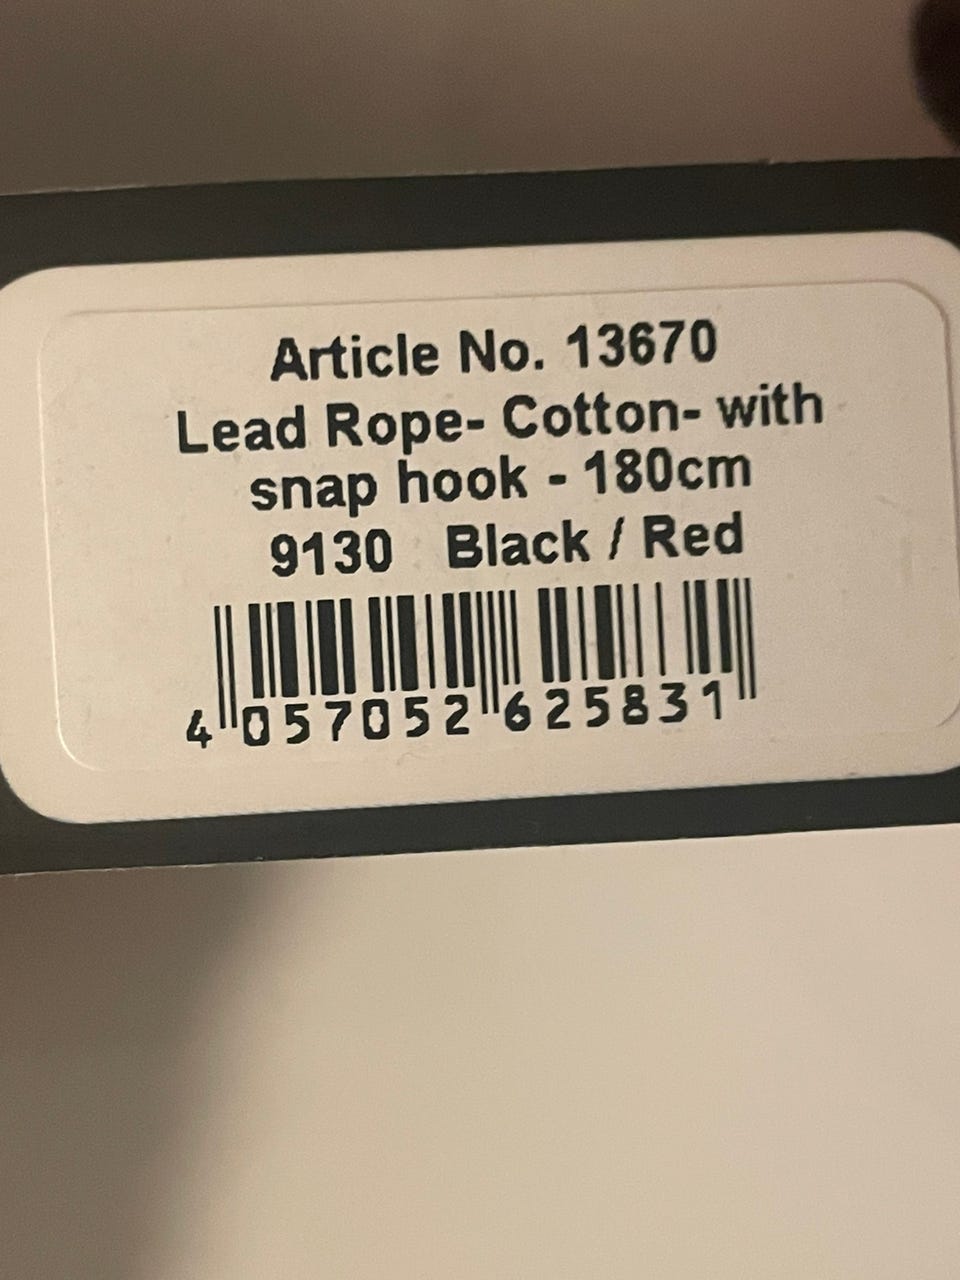 Article No. 13670
Lead Rope- Cotton- with
snap hook - 180cm
9130 Black / Red
4 057052 625831